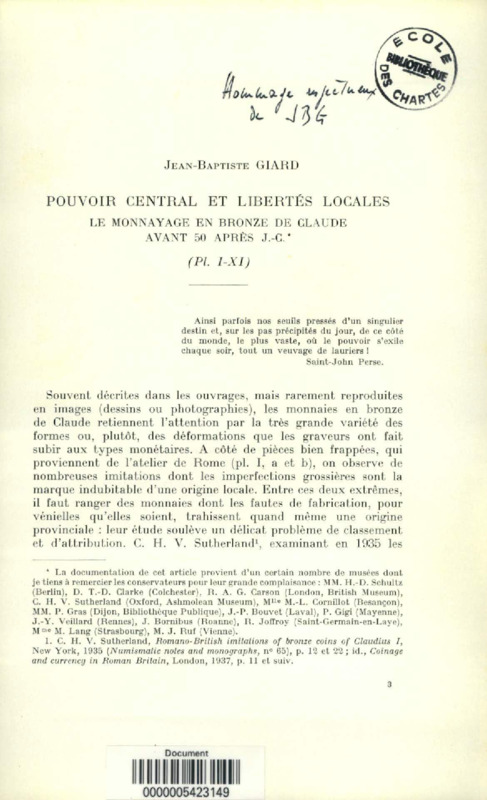 ECOLE
BIBLIOTHÈQUE
DES CHARTES
Hommage respectueux
de JBG
Jean-Baptiste GIARD
POUVOIR CENTRAL ET LIBERTÉS LOCALES
LE MONNAYAGE EN BRONZE DE CLAUDE
AVANT 50 APRÈS J.-C.*
(Pl. I-XI)
Ainsi parfois nos seuils pressés d'un singulier
destin et, sur les pas précipités du jour, de ce côté
du monde, le plus vaste, où le pouvoir s'exile
chaque soir, tout un veuvage de lauriers !
Saint-John Perse.
Souvent décrites dans les ouvrages, mais rarement reproduites
en images (dessins ou photographies), les monnaies en bronze
de Claude retiennent l'attention par la très grande variété des
formes ou, plutôt, des déformations que les graveurs ont fait
subir aux types monétaires. A côté de pièces bien frappées, qui
proviennent de l'atelier de Rome (pl. I, a et b), on observe de
nombreuses imitations dont les imperfections grossières sont la
marque indubitable d'une origine locale. Entre ces deux extrêmes,
il faut ranger des monnaies dont les fautes de fabrication, pour
vénielles qu'elles soient, trahissent quand même une origine
provinciale : leur étude soulève un délicat problème de classement
et d'attribution. C. H. V. Sutherland¹, examinant en 1935 les
* La documentation de cet article provient d'un certain nombre de musées dont
je tiens à remercier les conservateurs pour leur grande complaisance : MM. H.-D. Schultz
(Berlin), D. T.-D. Clarke (Colchester), R. A. G. Carson (London, British Museum),
C. H. V. Sutherland (Oxford, Ashmolean Museum), Mlle M.-L. Cornillot (Besançon),
MM. P. Gras (Dijon, Bibliothèque Publique), J.-P. Bouvet (Laval), P. Gigi (Mayenne),
J.-Y. Veillard (Rennes), J. Bornibus (Roanne), R. Joffroy (Saint-Germain-en-Laye),
Mme M. Lang (Strasbourg), M. J. Ruf (Vienne).
1. C. H. V. Sutherland, Romano-British imitations of bronze coins of Claudius I,
New York, 1935 (Numismatic notes and monographs, nº 65), p. 12 et 22 ; id., Coinage
and currency in Roman Britain, London, 1937, p. 11 et suiv.
3
Document
0000005423149